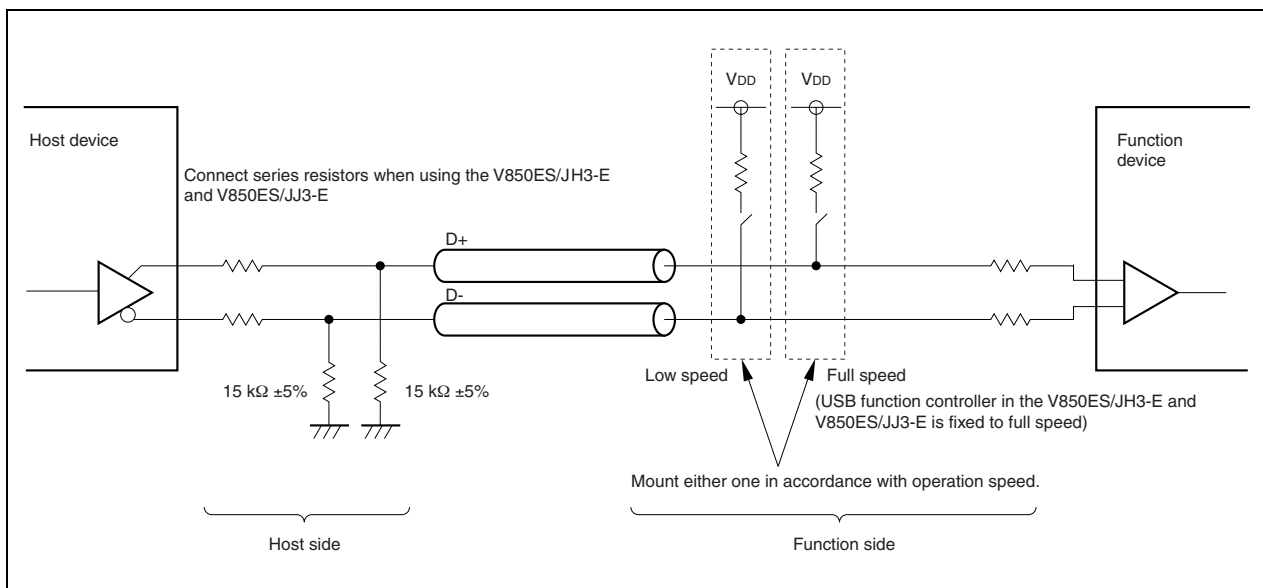 VDD
VDD
Host device
Function
device
Connect series resistors when using the V850ES/JH3-E
and V850ES/JJ3-E
D+
D-
15 kΩ ±5%
15 kΩ ±5%
Low speed
Full speed
(USB function controller in the V850ES/JH3-E and
V850ES/JJ3-E is fixed to full speed)
Mount either one in accordance with operation speed.
Host side
Function side